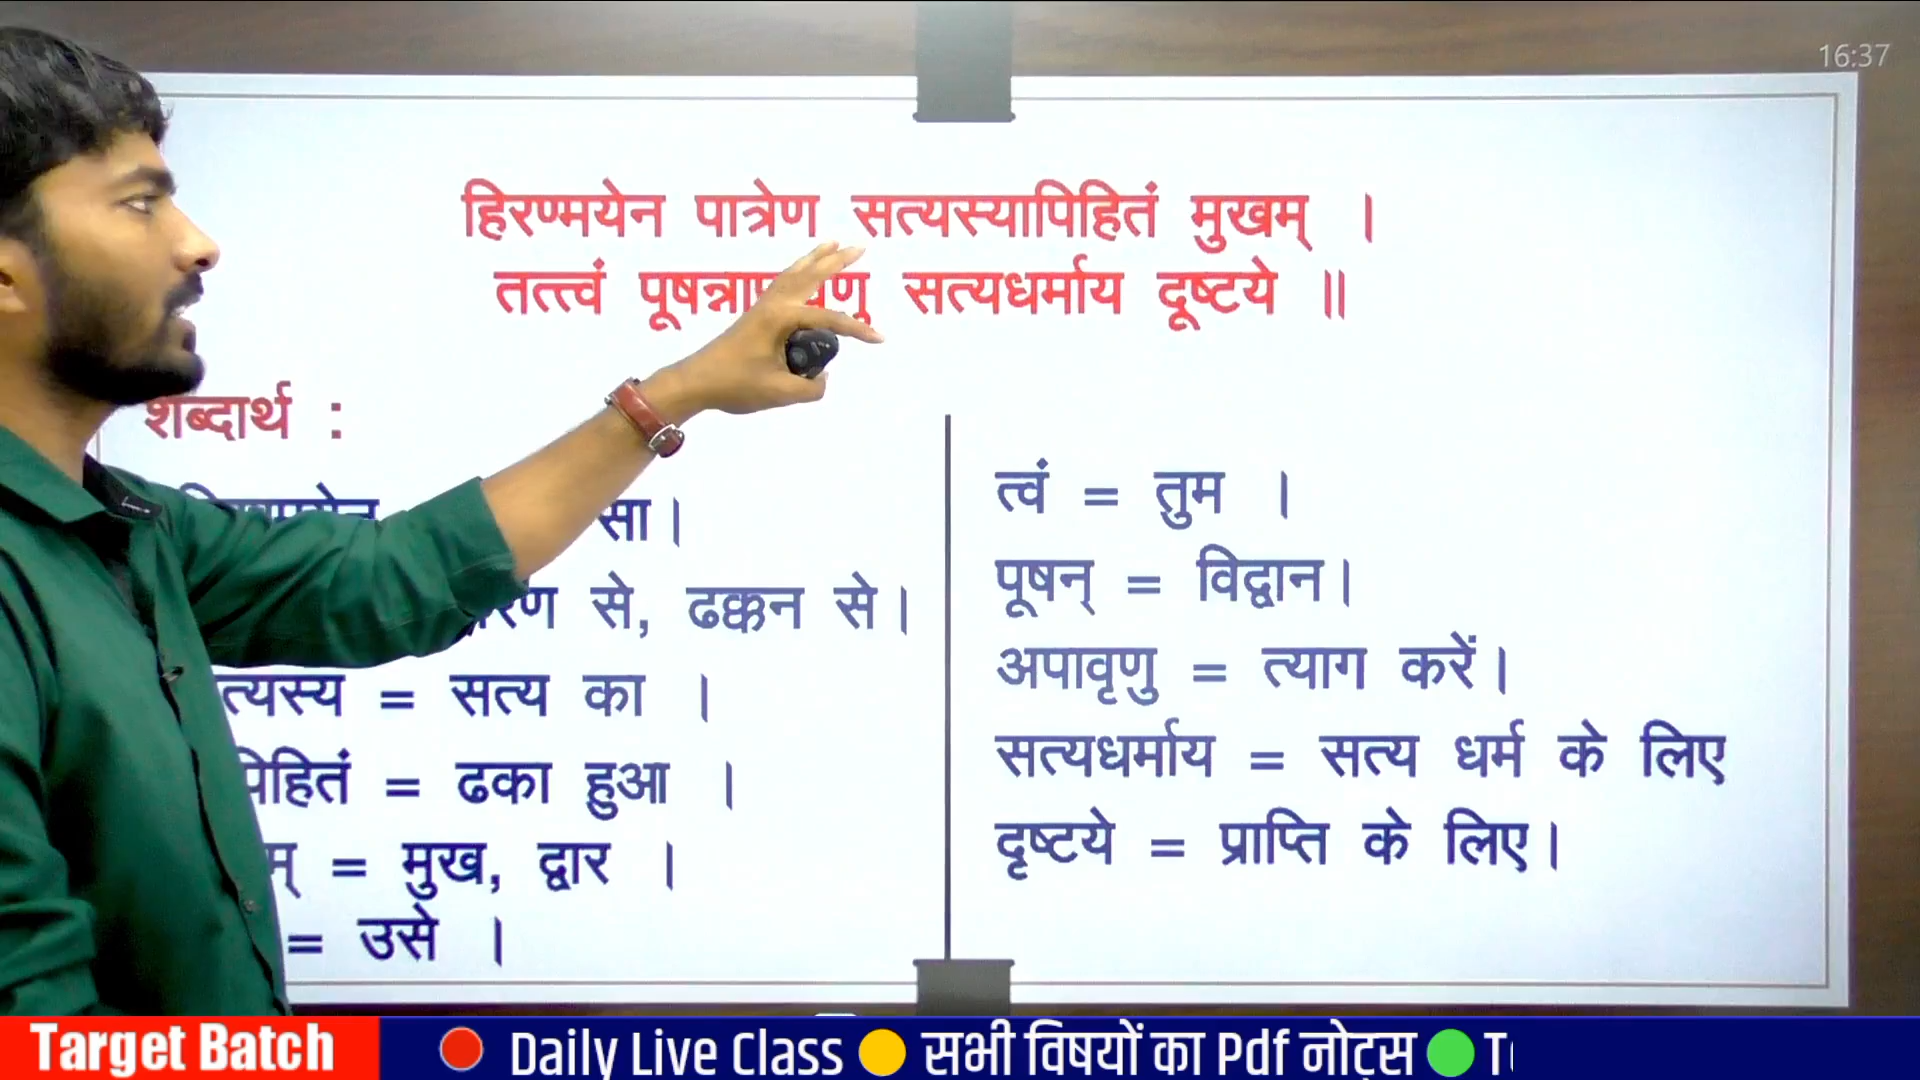 16:37
हिरण्मयेन पात्रेण सत्यस्यापिहितं मुखम् ।
तत्त्वं सत्यधर्माय दूष्टये ॥
शब्दार्थ :
सा।
से, ढक्कन से।
= सत्य का ।
= ढका हुआ ।
= मुख, द्वार ।
= उसे ।
त्वं = तुम ।
पूषन् = विद्वान।
अपावृणु = त्याग करें।
सत्यधर्माय = सत्य धर्म के लिए
दृष्टये = प्राप्ति के लिए।
Target Batch Daily Live Class सभी विषयों का Pdf नोट्स